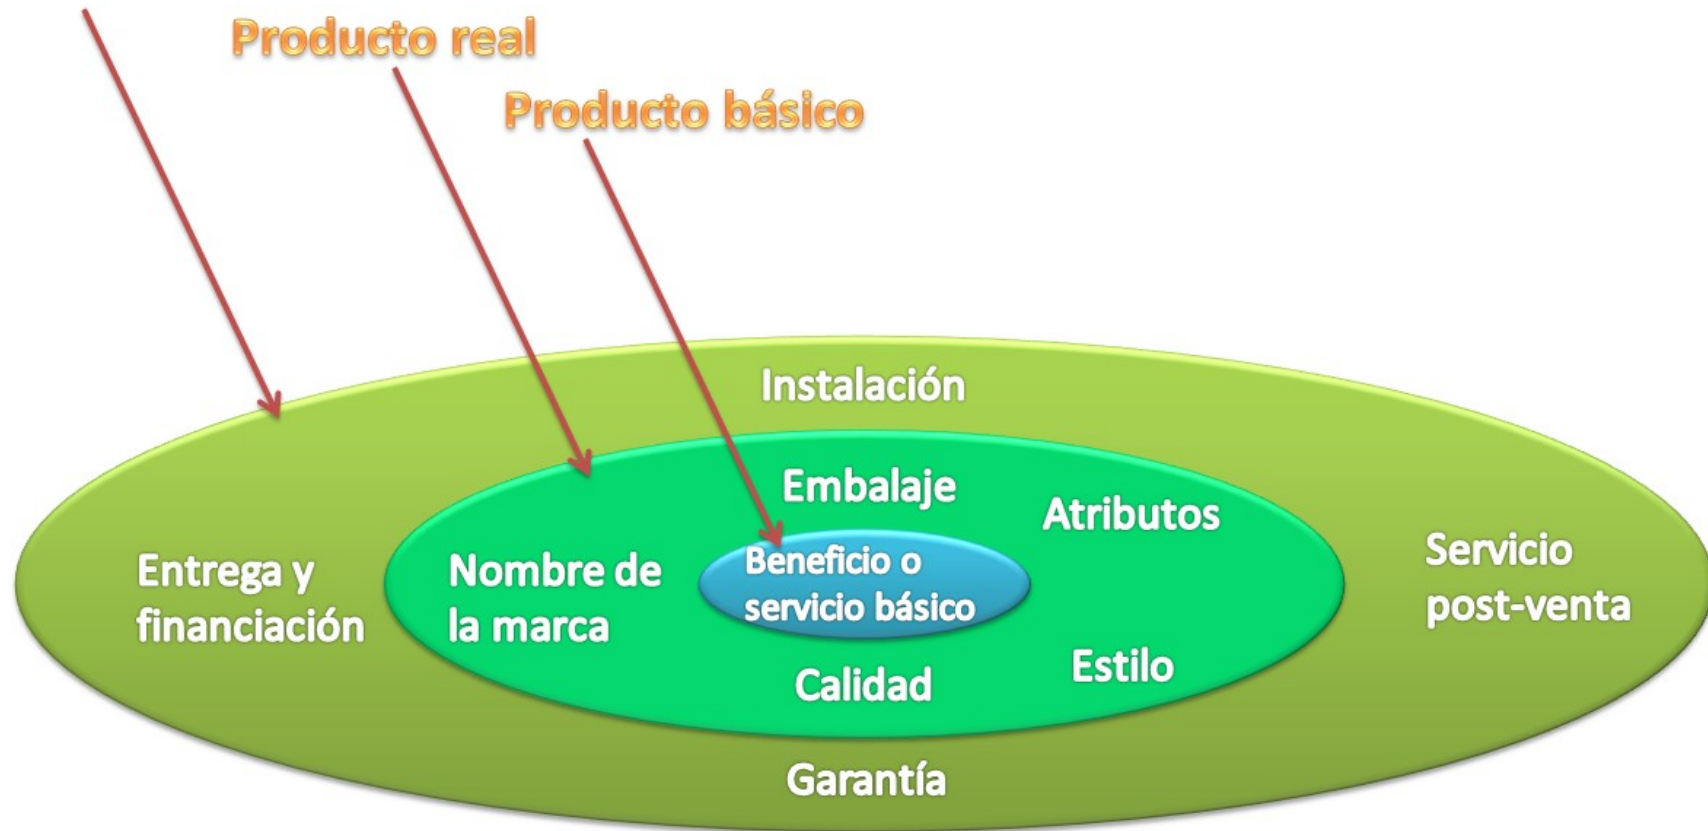 Producto real
Producto básico
Instalación
Embalaje
Atributos
Entrega y
financiación
Nombre de
la marca
Beneficio o
servicio básico
Servicio
post-venta
Calidad
Estilo
Garantía